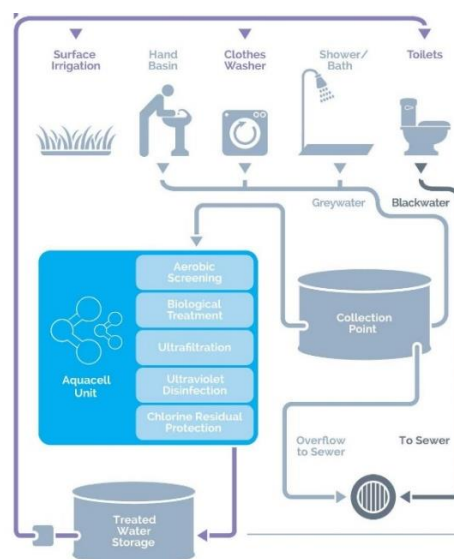 Surface
Irrigation
Hand
Basin
Clothes
Washer
Shower/
Bath
Toilets
Greywater
Blackwater
Aerobic
Screening
Biological
Treatment
Ultrafiltration
Ultraviolet
Disinfection
Chlorine Residual
Protection
Aquacell
Unit
Collection
Point
Overflow
to Sewer
To Sewer
Treated
Water
Storage